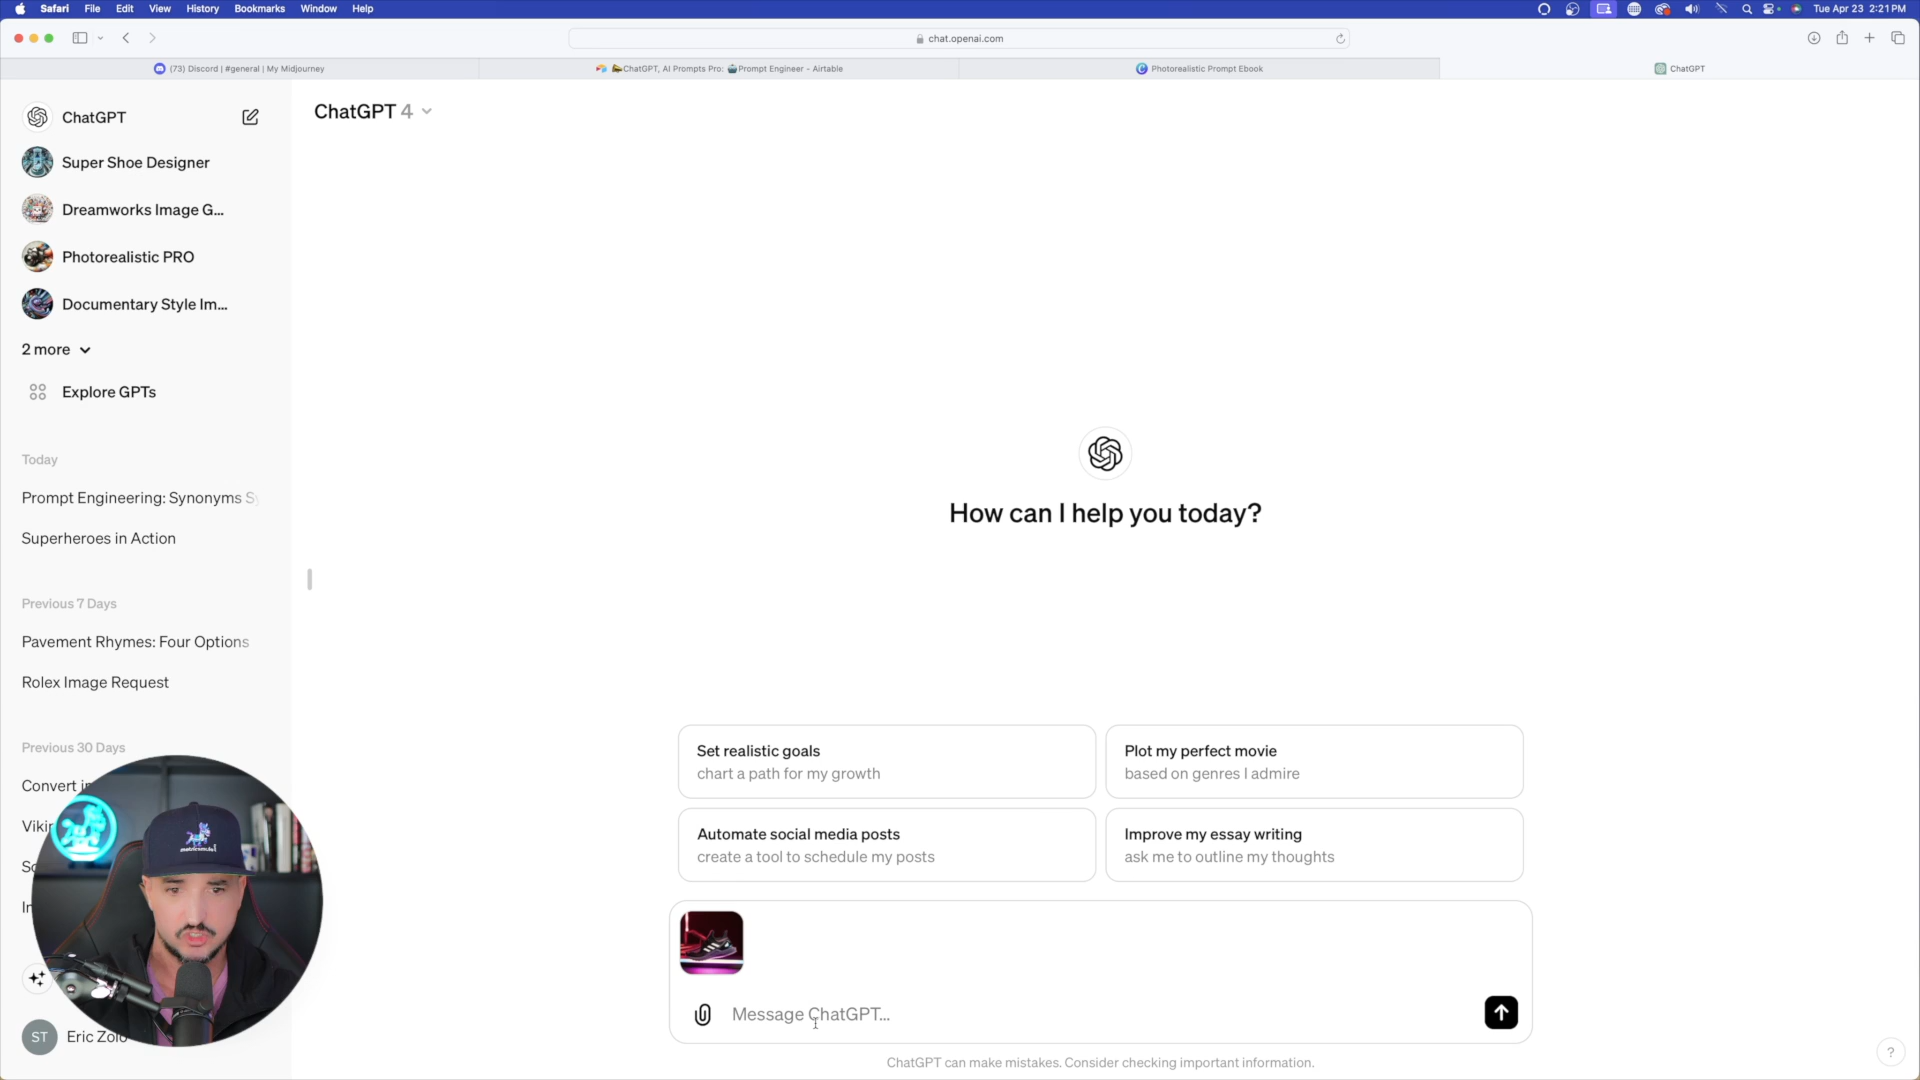 Safari File Edit View History Bookmarks Window Help
Tue Apr 23 2:21PM
chat.openai.com
(73) Discord | #general | My Midjourney
ChatGPT, AI Prompts Pro: Prompt Engineer - Airtable
Photorealistic Prompt Ebook
ChatGPT
ChatGPT
ChatGPT 4
Super Shoe Designer
Dreamworks Image G...
Photorealistic PRO
Documentary Style Im...
2 more
Explore GPTs
Today
Prompt Engineering: Synonyms
Superheroes in Action
Previous 7 Days
Pavement Rhymes: Four Options
Rolex Image Request
Previous 30 Days
Convert
metricsmule
ST
Eric Zolo
How can I help you today?
Set realistic goals
chart a path for my growth
Plot my perfect movie
based on genres I admire
Automate social media posts
create a tool to schedule my posts
Improve my essay writing
ask me to outline my thoughts
Message ChatGPT...
ChatGPT can make mistakes. Consider checking important information.
?